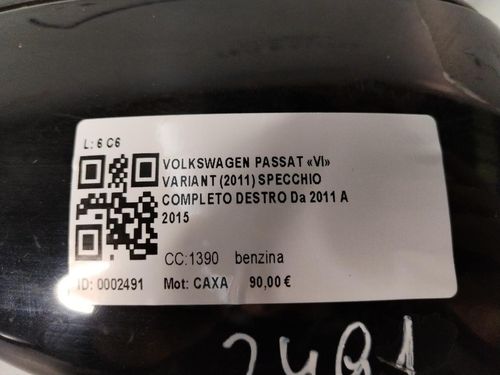 L: 6 C6
VOLKSWAGEN PASSAT «VI»
VARIANT (2011) SPECCHIO
COMPLETO DESTRO Da 2011 A
2015
CC:1390 benzina
ID: 0002491 Mot: CAXA 90,00 €
2491